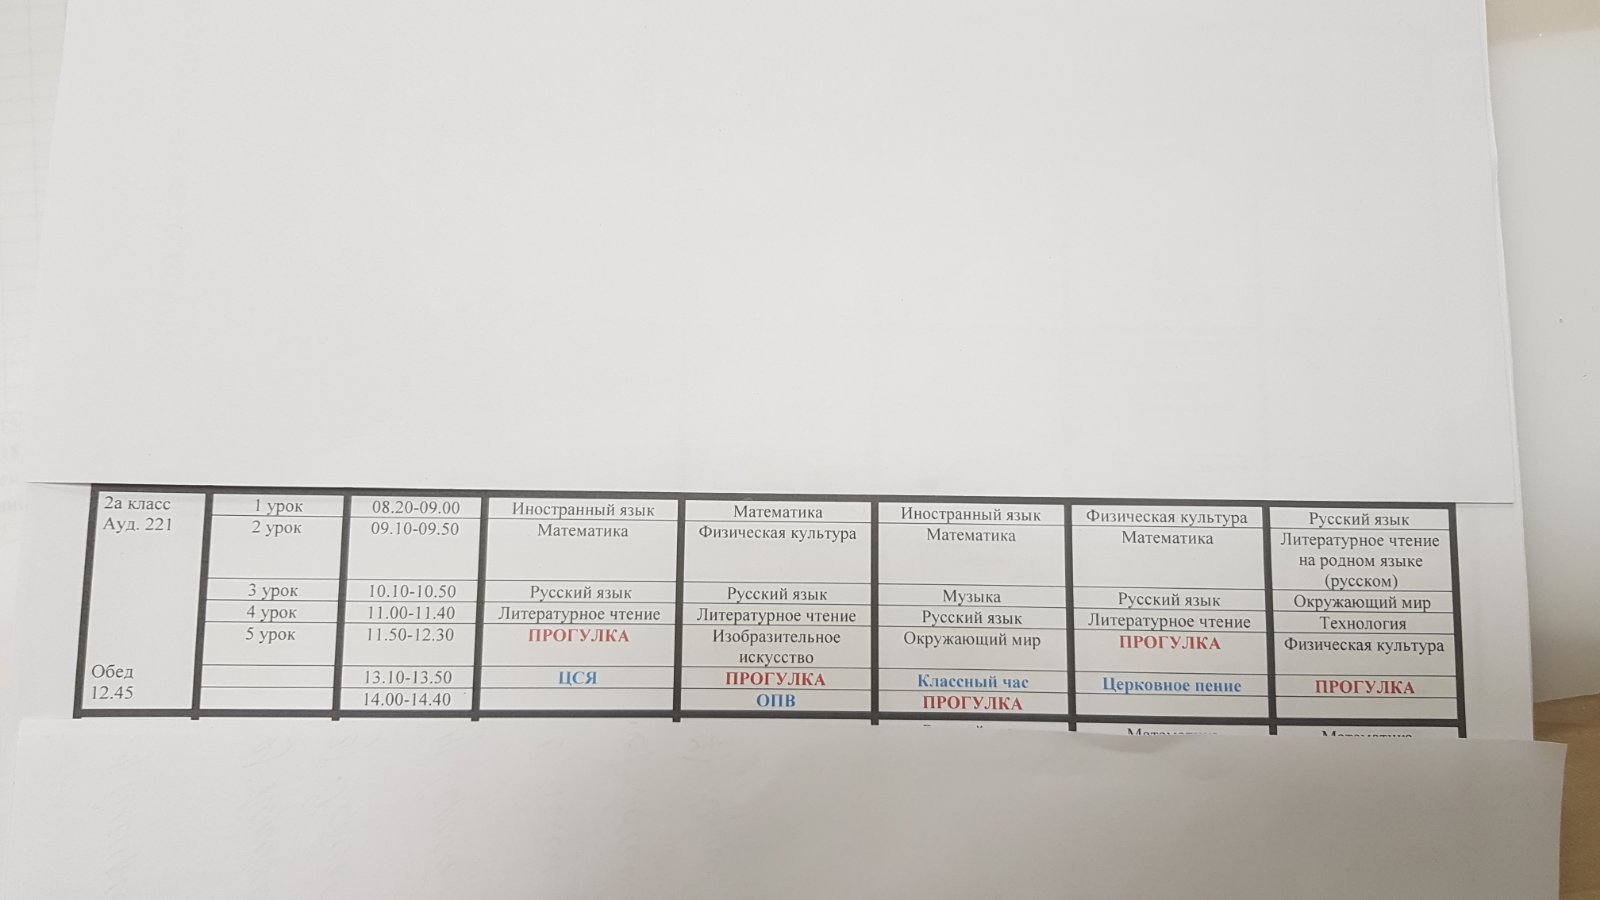 2а класс 1 урок 08.20-09.00 Иностранный язык Математика Иностранный язык Физическая культура Русский язык
Ауд. 221 2 урок 09.10-09.50 Математика Физическая культура Математика Математика Литературное чтение
на родном языке
(русском)
3 урок 10.10-10.50 Русский язык Русский язык Музыка Русский язык Окружающий мир
4 урок 11.00-11.40 Литературное чтение Литературное чтение Русский язык Литературное чтение Технология
5 урок 11.50-12.30 ПРОГУЛКА Изобразительное Окружающий мир ПРОГУЛКА Физическая культура
искусство
Обед 13.10-13.50 ЦСЯ ПРОГУЛКА Классный час Церковное пение ПРОГУЛКА
12.45 14.00-14.40 ОПВ ПРОГУЛКА